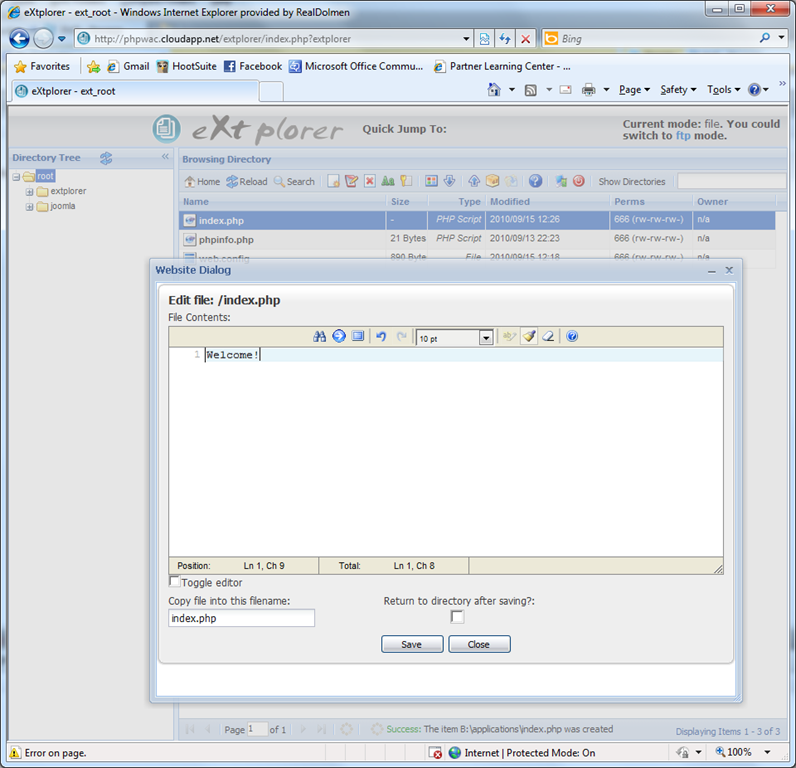 eXtplorer - ext_root - Windows Internet Explorer provided by RealDolmen
http://phpwac.cloudapp.net/extplorer/index.php?extplorer
Bing
Favorites Gmail HootSuite Facebook Microsoft Office Commu... Partner Learning Center - ...
eXtplorer - ext_root
Page Safety Tools
eXtplorer
Quick Jump To:
Current mode: file. You could
switch to ftp mode.
Directory Tree
Browsing Directory
root
extplorer
joomla
Home Reload Search Show Directories
Name Size Type Modified Perms Owner
index.php - PHP Script 2010/09/15 12:26 666 (rw-rw-rw-) n/a
phpinfo.php 21 Bytes PHP Script 2010/09/13 22:23 666 (rw-rw-rw-) n/a
web.config 890 Byte File 2010/09/15 12:18 666 (rw-rw-rw-) n/a
Website Dialog
Edit file: /index.php
File Contents:
10 pt
1 Welcome!
Position: Ln 1, Ch 9 Total: Ln 1, Ch 8
Toggle editor
Copy file into this filename:
Return to directory after saving?:
index.php
Save Close
Page 1 of 1
Success: The item B:\applications\index.php was created
Displaying Items 1 - 3 of 3
Error on page.
Internet | Protected Mode: On
100%